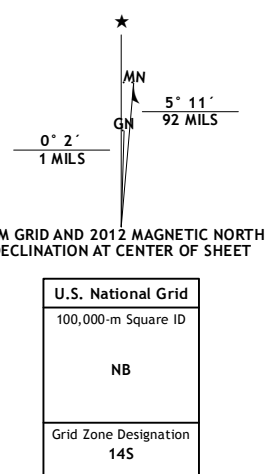 ★
MN
5° 11´
92 MILS
GN
0° 2´
1 MILS
M GRID AND 2012 MAGNETIC NORTH
DECLINATION AT CENTER OF SHEET
U.S. National Grid
100,000-m Square ID
NB
Grid Zone Designation
14S